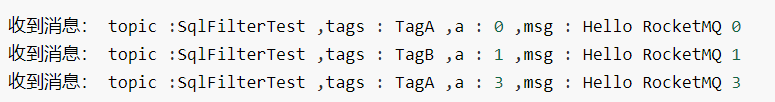 收到消息： topic :SqlFilterTest ,tags : TagA ,a : 0 ,msg : Hello RocketMQ 0
收到消息： topic :SqlFilterTest ,tags : TagB ,a : 1 ,msg : Hello RocketMQ 1
收到消息： topic :SqlFilterTest ,tags : TagA ,a : 3 ,msg : Hello RocketMQ 3